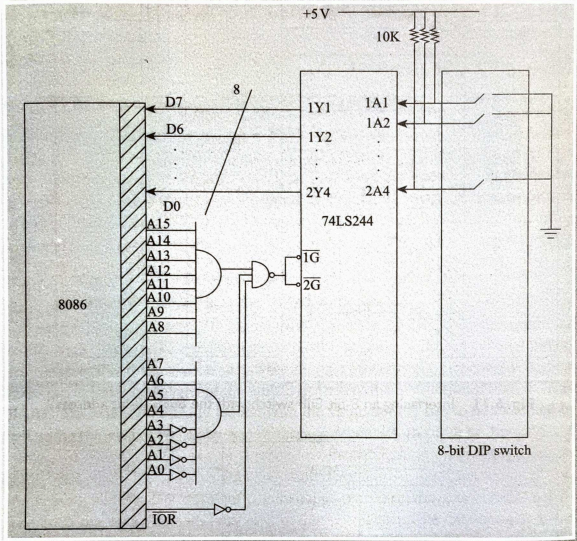 +5 V
10K
8
D7
1Y1
1A1
D6
1Y2
1A2
2Y4
2A4
D0
74LS244
A15
A14
A13
A12
A11
A10
A9
A8
1G
2G
8086
A7
A6
A5
A4
A3
A2
A1
A0
IOR
8-bit DIP switch